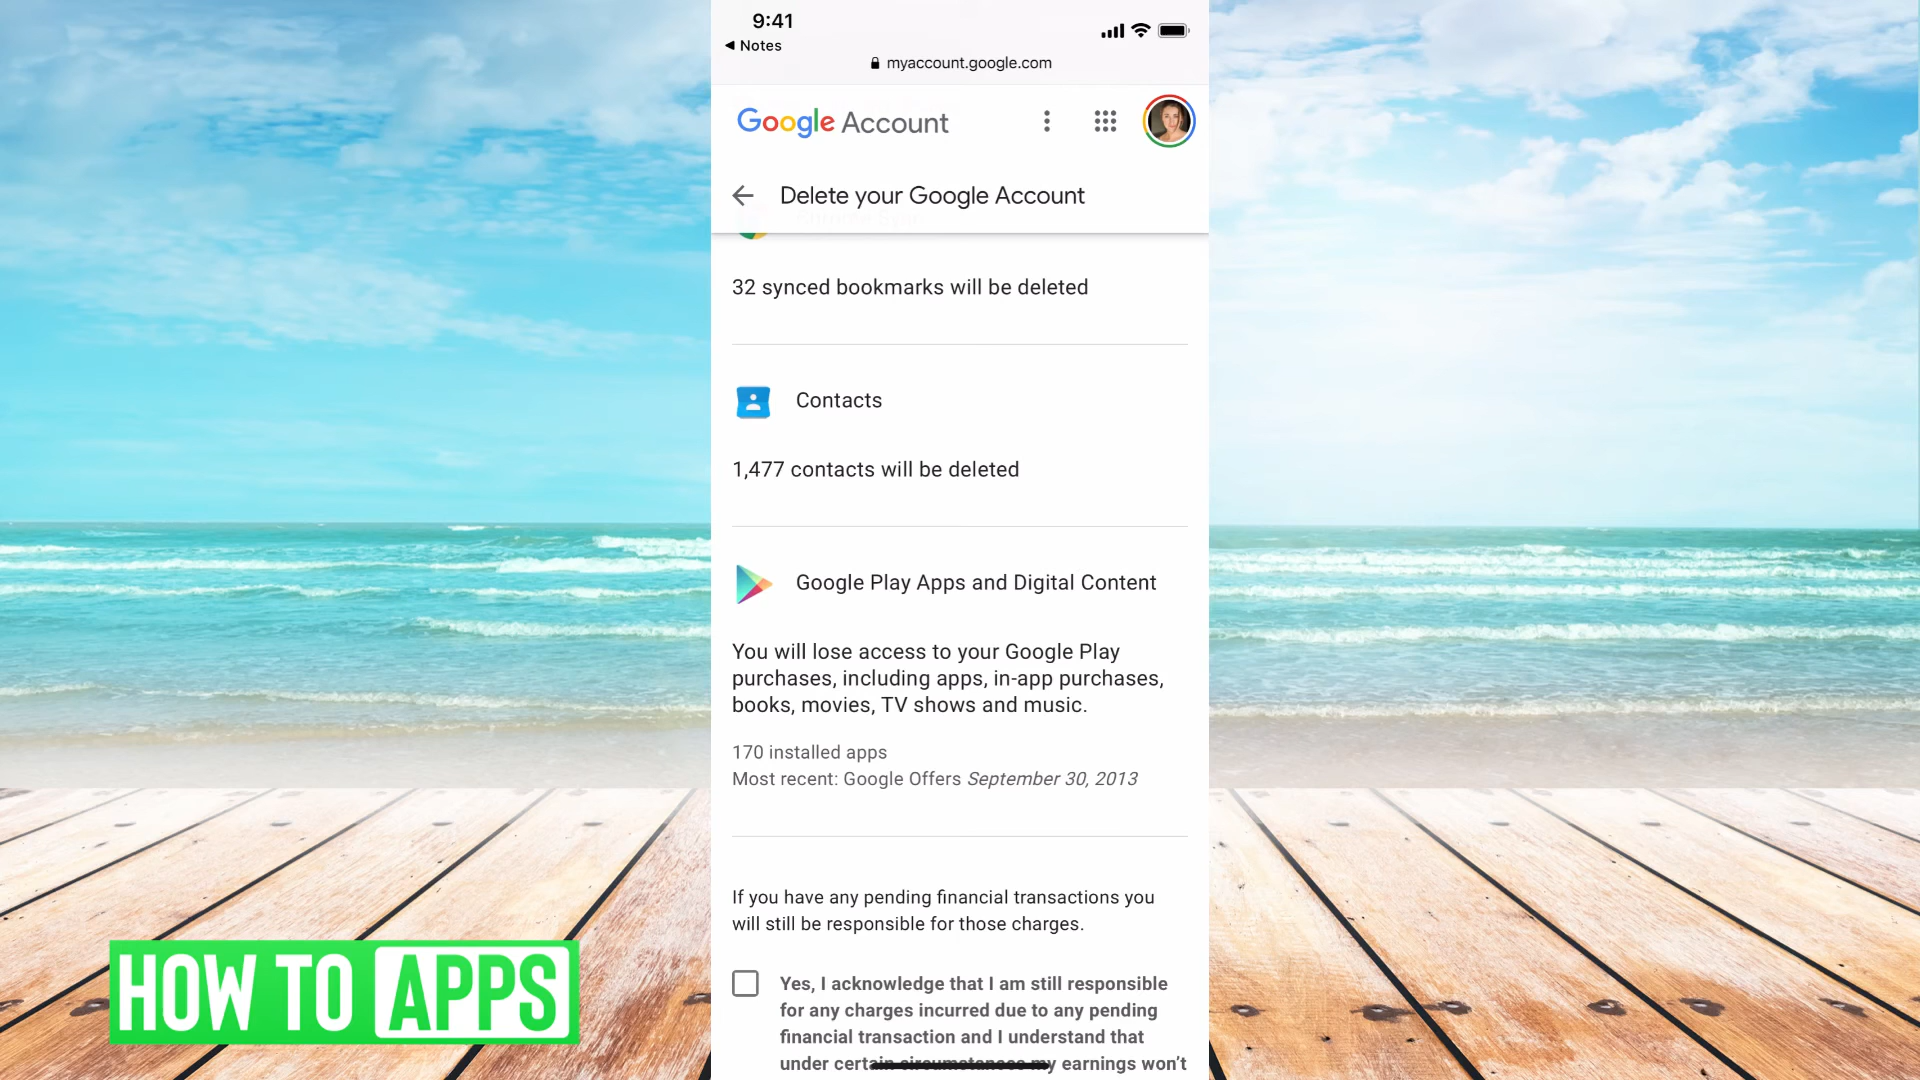 9:41
Notes
myaccount.google.com
Google Account
Delete your Google Account
Chrome Sync
32 synced bookmarks will be deleted
Contacts
1,477 contacts will be deleted
Google Play Apps and Digital Content
You will lose access to your Google Play
purchases, including apps, in-app purchases,
books, movies, TV shows and music.
170 installed apps
Most recent: Google Offers September 30, 2013
If you have any pending financial transactions you
will still be responsible for those charges.
Yes, I acknowledge that I am still responsible
for any charges incurred due to any pending
financial transaction and I understand that
under certain circumstances my earnings won't
HOW TO APPS